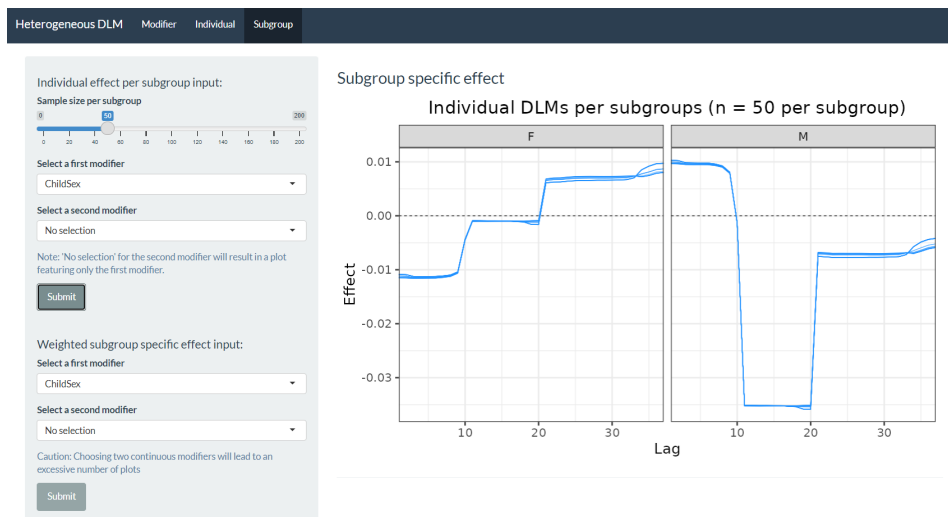 Heterogeneous DLM Modifier Individual Subgroup
Individual effect per subgroup input:
Sample size per subgroup
0 50 200
0 20 40 60 80 100 120 140 160 180 200
Select a first modifier
ChildSex
Select a second modifier
No selection
Note: 'No selection' for the second modifier will result in a plot
featuring only the first modifier.
Submit
Weighted subgroup specific effect input:
Select a first modifier
ChildSex
Select a second modifier
No selection
Caution: Choosing two continuous modifiers will lead to an
excessive number of plots
Submit
Subgroup specific effect
Individual DLMs per subgroups (n = 50 per subgroup)
F M
0.01
0.00
-0.01
-0.02
-0.03
Effect
10 20 30 10 20 30
Lag